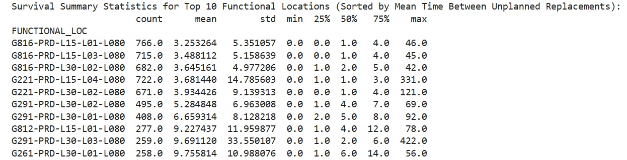 Survival Summary Statistics for Top 10 Functional Locations (Sorted by Mean Time Between Unplanned Replacements):
count mean std min 25% 50% 75% max
FUNCTIONAL_LOC
G816-PRD-L15-L01-L080 766.0 3.253264 5.351057 0.0 0.0 1.0 4.0 46.0
G816-PRD-L15-L03-L080 715.0 3.488112 5.158639 0.0 0.0 1.0 4.0 45.0
G816-PRD-L30-L02-L080 682.0 3.645161 4.977206 0.0 1.0 2.0 5.0 42.0
G221-PRD-L15-L04-L080 722.0 3.681440 14.785603 0.0 1.0 1.0 3.0 331.0
G221-PRD-L30-L02-L080 671.0 3.934426 9.139313 0.0 0.0 1.0 4.0 121.0
G291-PRD-L30-L02-L080 495.0 5.284848 6.963008 0.0 1.0 4.0 7.0 69.0
G291-PRD-L30-L01-L080 408.0 6.659314 8.128218 0.0 2.0 5.0 8.0 92.0
G812-PRD-L15-L01-L080 277.0 9.227437 11.959877 0.0 1.0 4.0 12.0 78.0
G291-PRD-L30-L03-L080 259.0 9.691120 33.550107 0.0 1.0 2.0 6.0 422.0
G261-PRD-L30-L01-L080 258.0 9.755814 10.988076 0.0 1.0 6.0 14.0 56.0